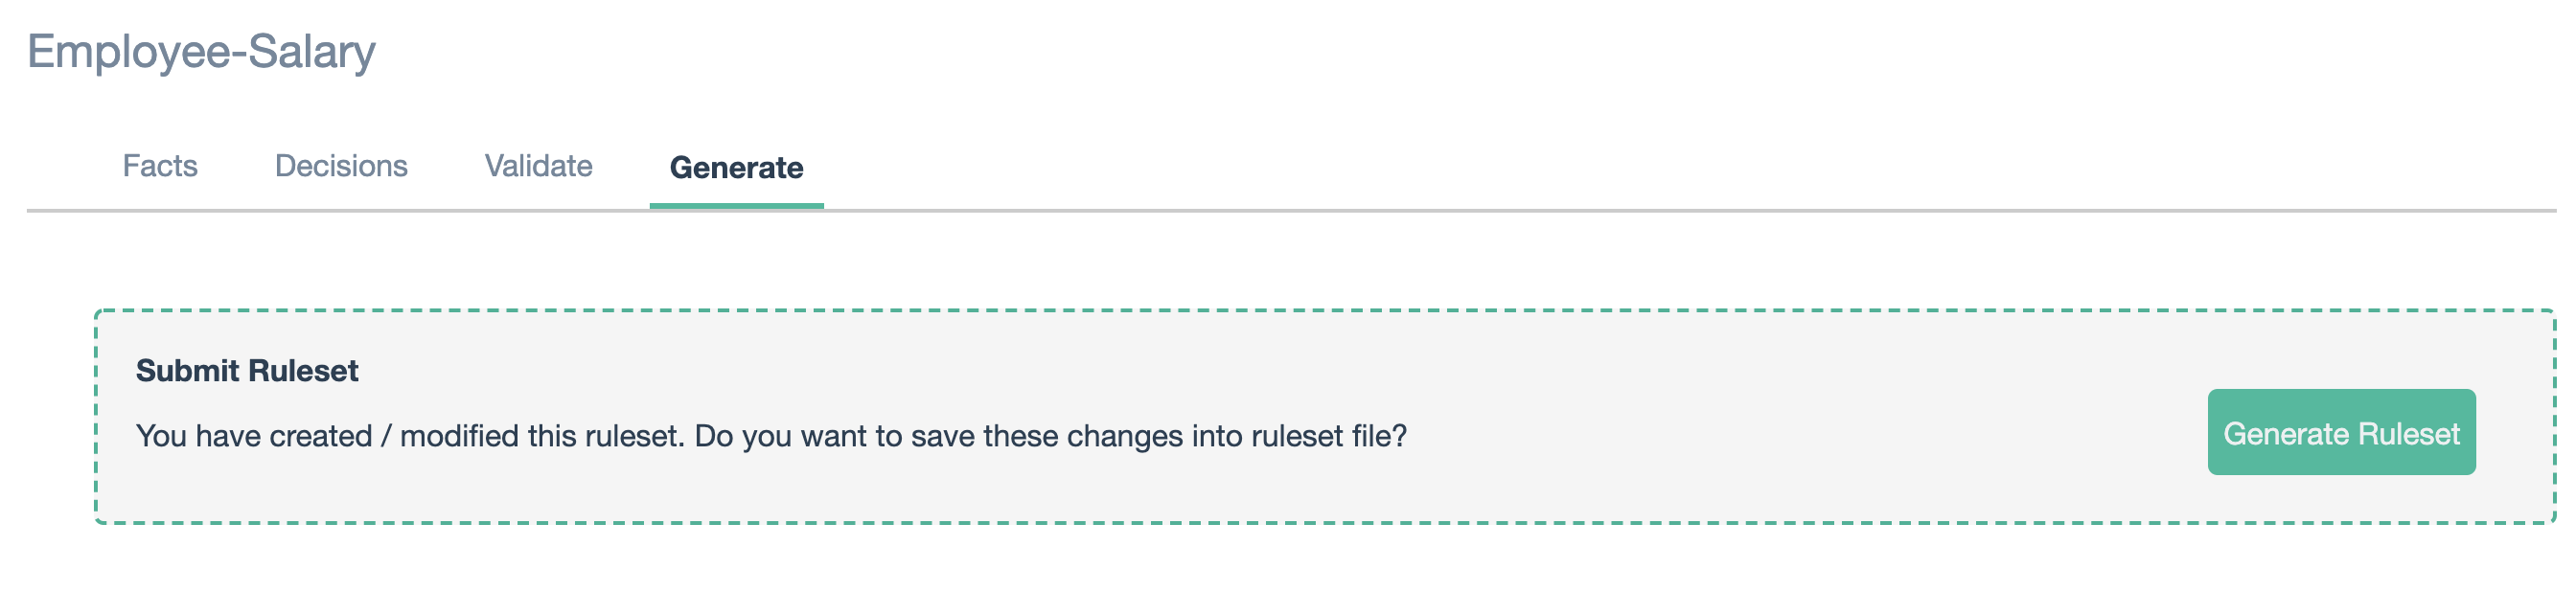 Employee-Salary
Facts Decisions Validate Generate
Submit Ruleset
You have created / modified this ruleset. Do you want to save these changes into ruleset file?
Generate Ruleset